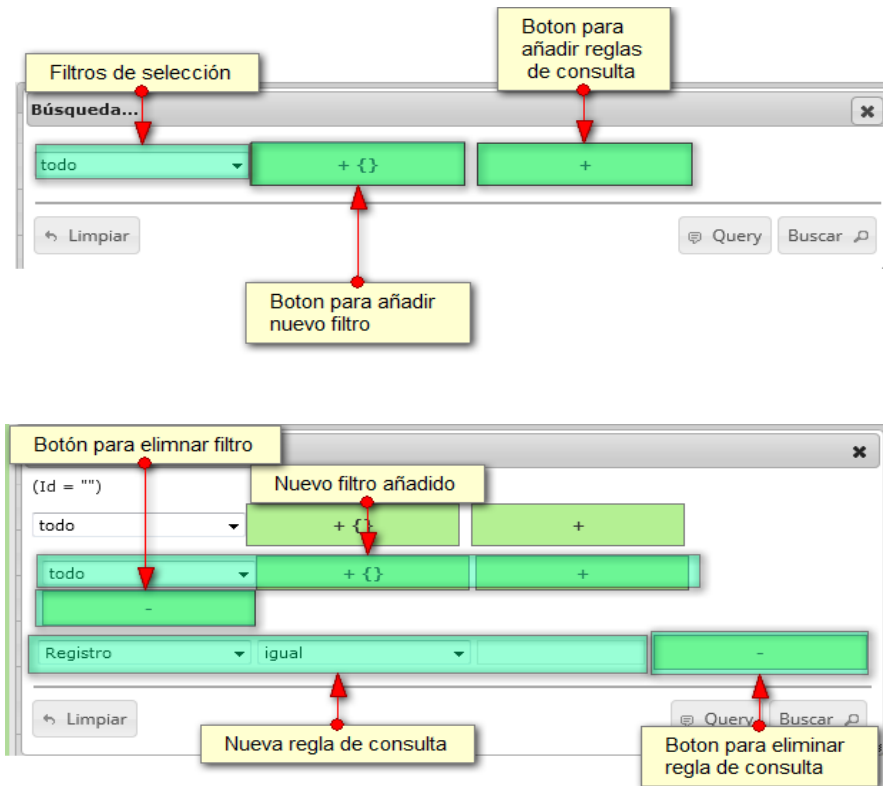 Boton para
añadir reglas
de consulta
Filtros de selección
Búsqueda...
todo + {} +
Limpiar Query Buscar
Boton para añadir
nuevo filtro
Botón para elimnar filtro
Nuevo filtro añadido
(Id = "")
todo + {} +
todo + {} +
-
Registro igual -
Limpiar Query Buscar
Nueva regla de consulta
Boton para eliminar
regla de consulta